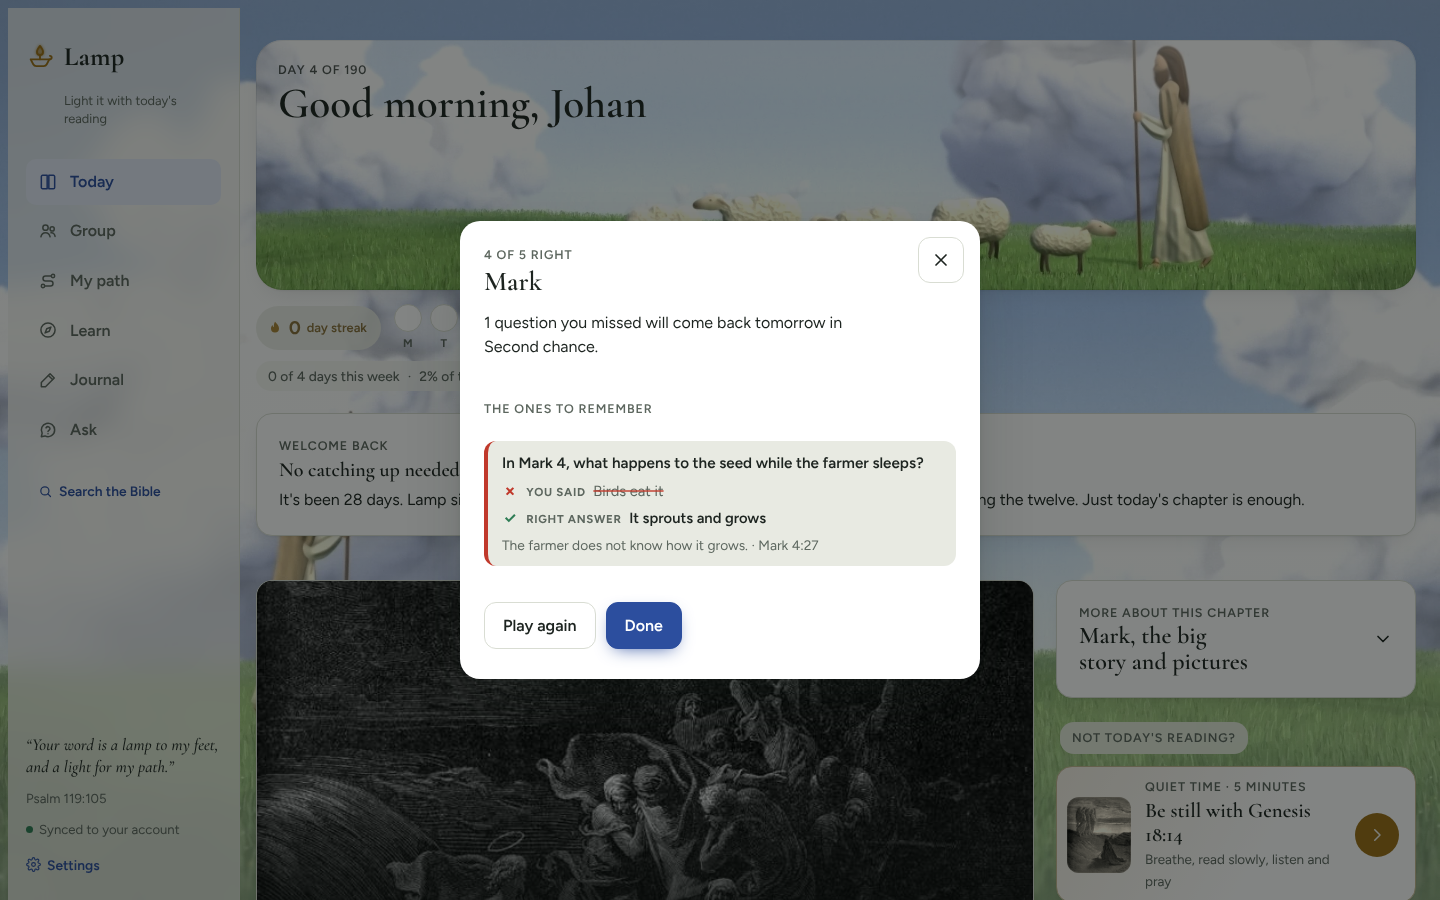 Lamp
Light it with today's
reading
Today
Group
My path
Learn
Journal
Ask
Search the Bible
“Your word is a lamp to my feet,
and a light for my path.”
Psalm 119:105
Synced to your account
Settings
DAY 4 OF 190
Good morning, Johan
0 day streak
M T
0 of 4 days this week · 2% of
WELCOME BACK
No catching up needed
It's been 28 days. Lamp
the twelve. Just today's chapter is enough.
4 OF 5 RIGHT
Mark
1 question you missed will come back tomorrow in
Second chance.
THE ONES TO REMEMBER
In Mark 4, what happens to the seed while the farmer sleeps?
YOU SAID Birds eat it
RIGHT ANSWER It sprouts and grows
The farmer does not know how it grows. · Mark 4:27
Play again
Done
MORE ABOUT THIS CHAPTER
Mark, the big
story and pictures
NOT TODAY'S READING?
QUIET TIME · 5 MINUTES
Be still with Genesis
18:14
Breathe, read slowly, listen and
pray